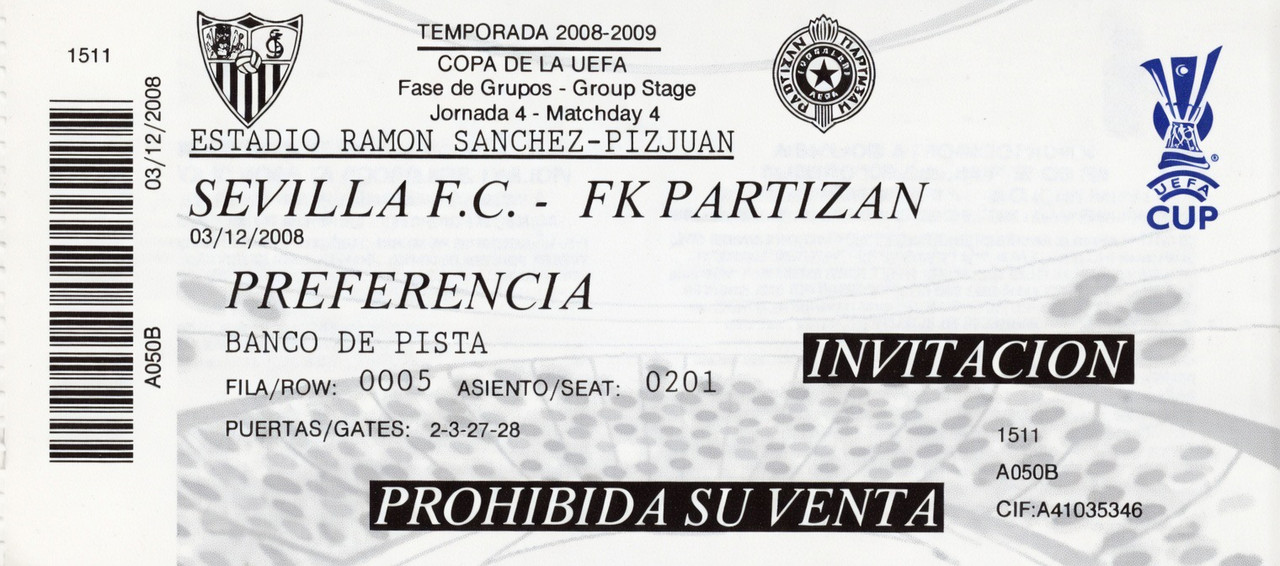 1511
03/12/2008
A050B
TEMPORADA 2008-2009
COPA DE LA UEFA
Fase de Grupos - Group Stage
Jornada 4 - Matchday 4
ESTADIO RAMON SANCHEZ-PIZJUAN
SEVILLA F.C. - FK PARTIZAN
03/12/2008
PREFERENCIA
BANCO DE PISTA
FILA/ROW: 0005 ASIENTO/SEAT: 0201
PUERTAS/GATES: 2-3-27-28
PROHIBIDA SU VENTA
PARTIZAN ПАРТИЗАН
UEFA
CUP
INVITACION
1511
A050B
CIF:A41035346